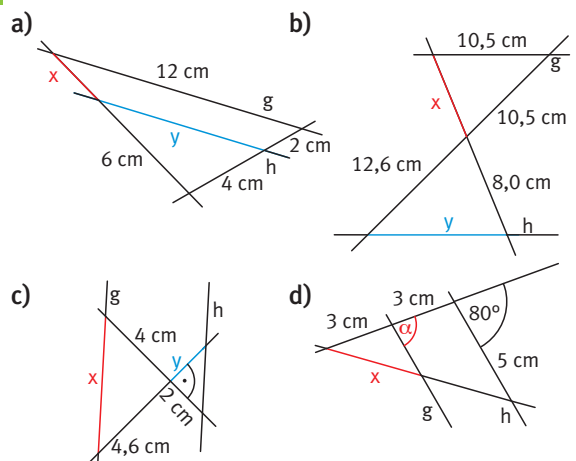 a)
12 cm
x
g
y
2 cm
h
6 cm
4 cm
b)
10,5 cm
g
x
10,5 cm
12,6 cm
8,0 cm
y
h
c)
g
h
4 cm
y
x
2 cm
4,6 cm
d)
3 cm
3 cm
α
80°
5 cm
x
g
h